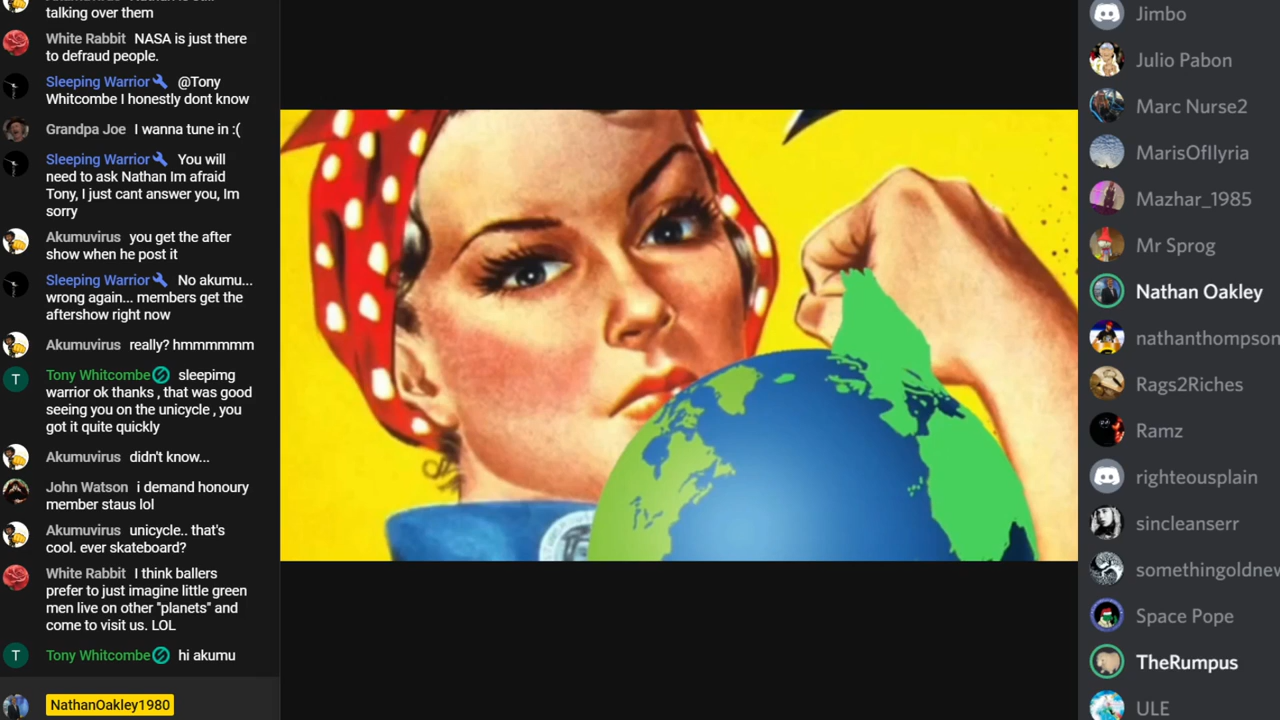 talking over them
White Rabbit NASA is just there
to defraud people.
Sleeping Warrior @Tony
Whitcombe I honestly dont know
Grandpa Joe I wanna tune in :(
Sleeping Warrior You will
need to ask Nathan Im afraid
Tony, I just cant answer you, Im
sorry
Akumuvirus you get the after
show when he post it
Sleeping Warrior No akumu...
wrong again... members get the
aftershow right now
Akumuvirus really? hmmmmmm
Tony Whitcombe sleepimg
warrior ok thanks , that was good
seeing you on the unicycle , you
got it quite quickly
Akumuvirus didn't know...
John Watson i demand honoury
member staus lol
Akumuvirus unicycle.. that's
cool. ever skateboard?
White Rabbit I think ballers
prefer to just imagine little green
men live on other "planets" and
come to visit us. LOL
T Tony Whitcombe hi akumu
NathanOakley1980
Jimbo
Julio Pabon
Marc Nurse2
MarisOfIlyria
Mazhar_1985
Mr Sprog
Nathan Oakley
nathanthompson
Rags2Riches
Ramz
righteousplain
sincleanserr
somethingoldnew
Space Pope
TheRumpus
ULE